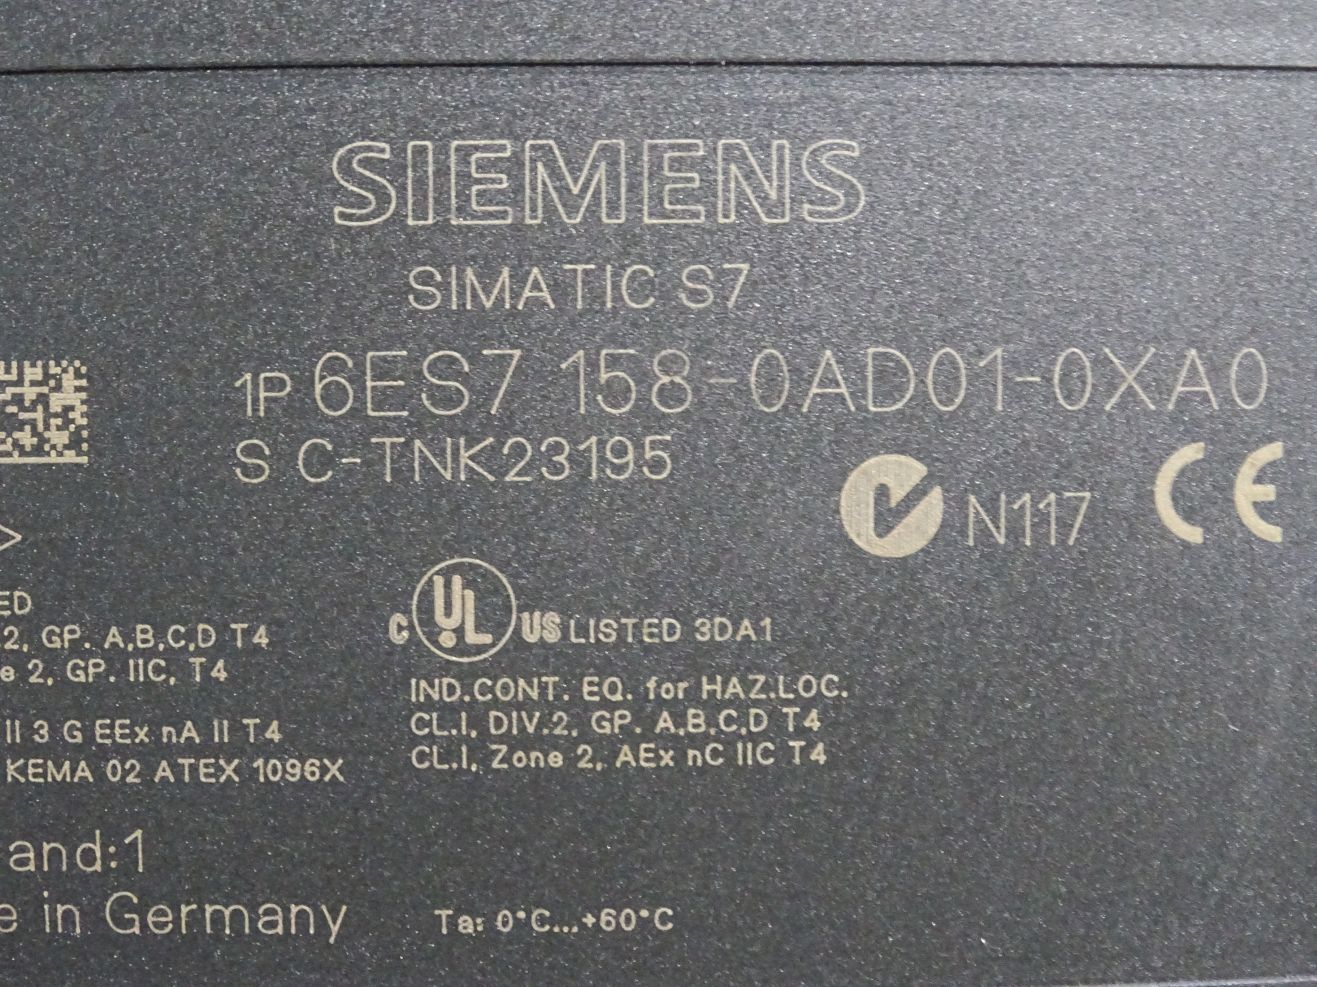 SIEMENS
SIMATIC S7
1P 6ES7 158-0AD01-0XA0
S C-TNK23195
N117 CE
ED
.2, GP. A,B,C,D T4
e 2, GP. IIC, T4
II 3 G EEx nA II T4
KEMA 02 ATEX 1096X
C UL US LISTED 3DA1
IND.CONT. EQ. for HAZ.LOC.
CL.I, DIV.2, GP. A,B,C,D T4
CL.I, Zone 2, AEx nC IIC T4
and:1
e in Germany
Ta: 0°C...+60°C